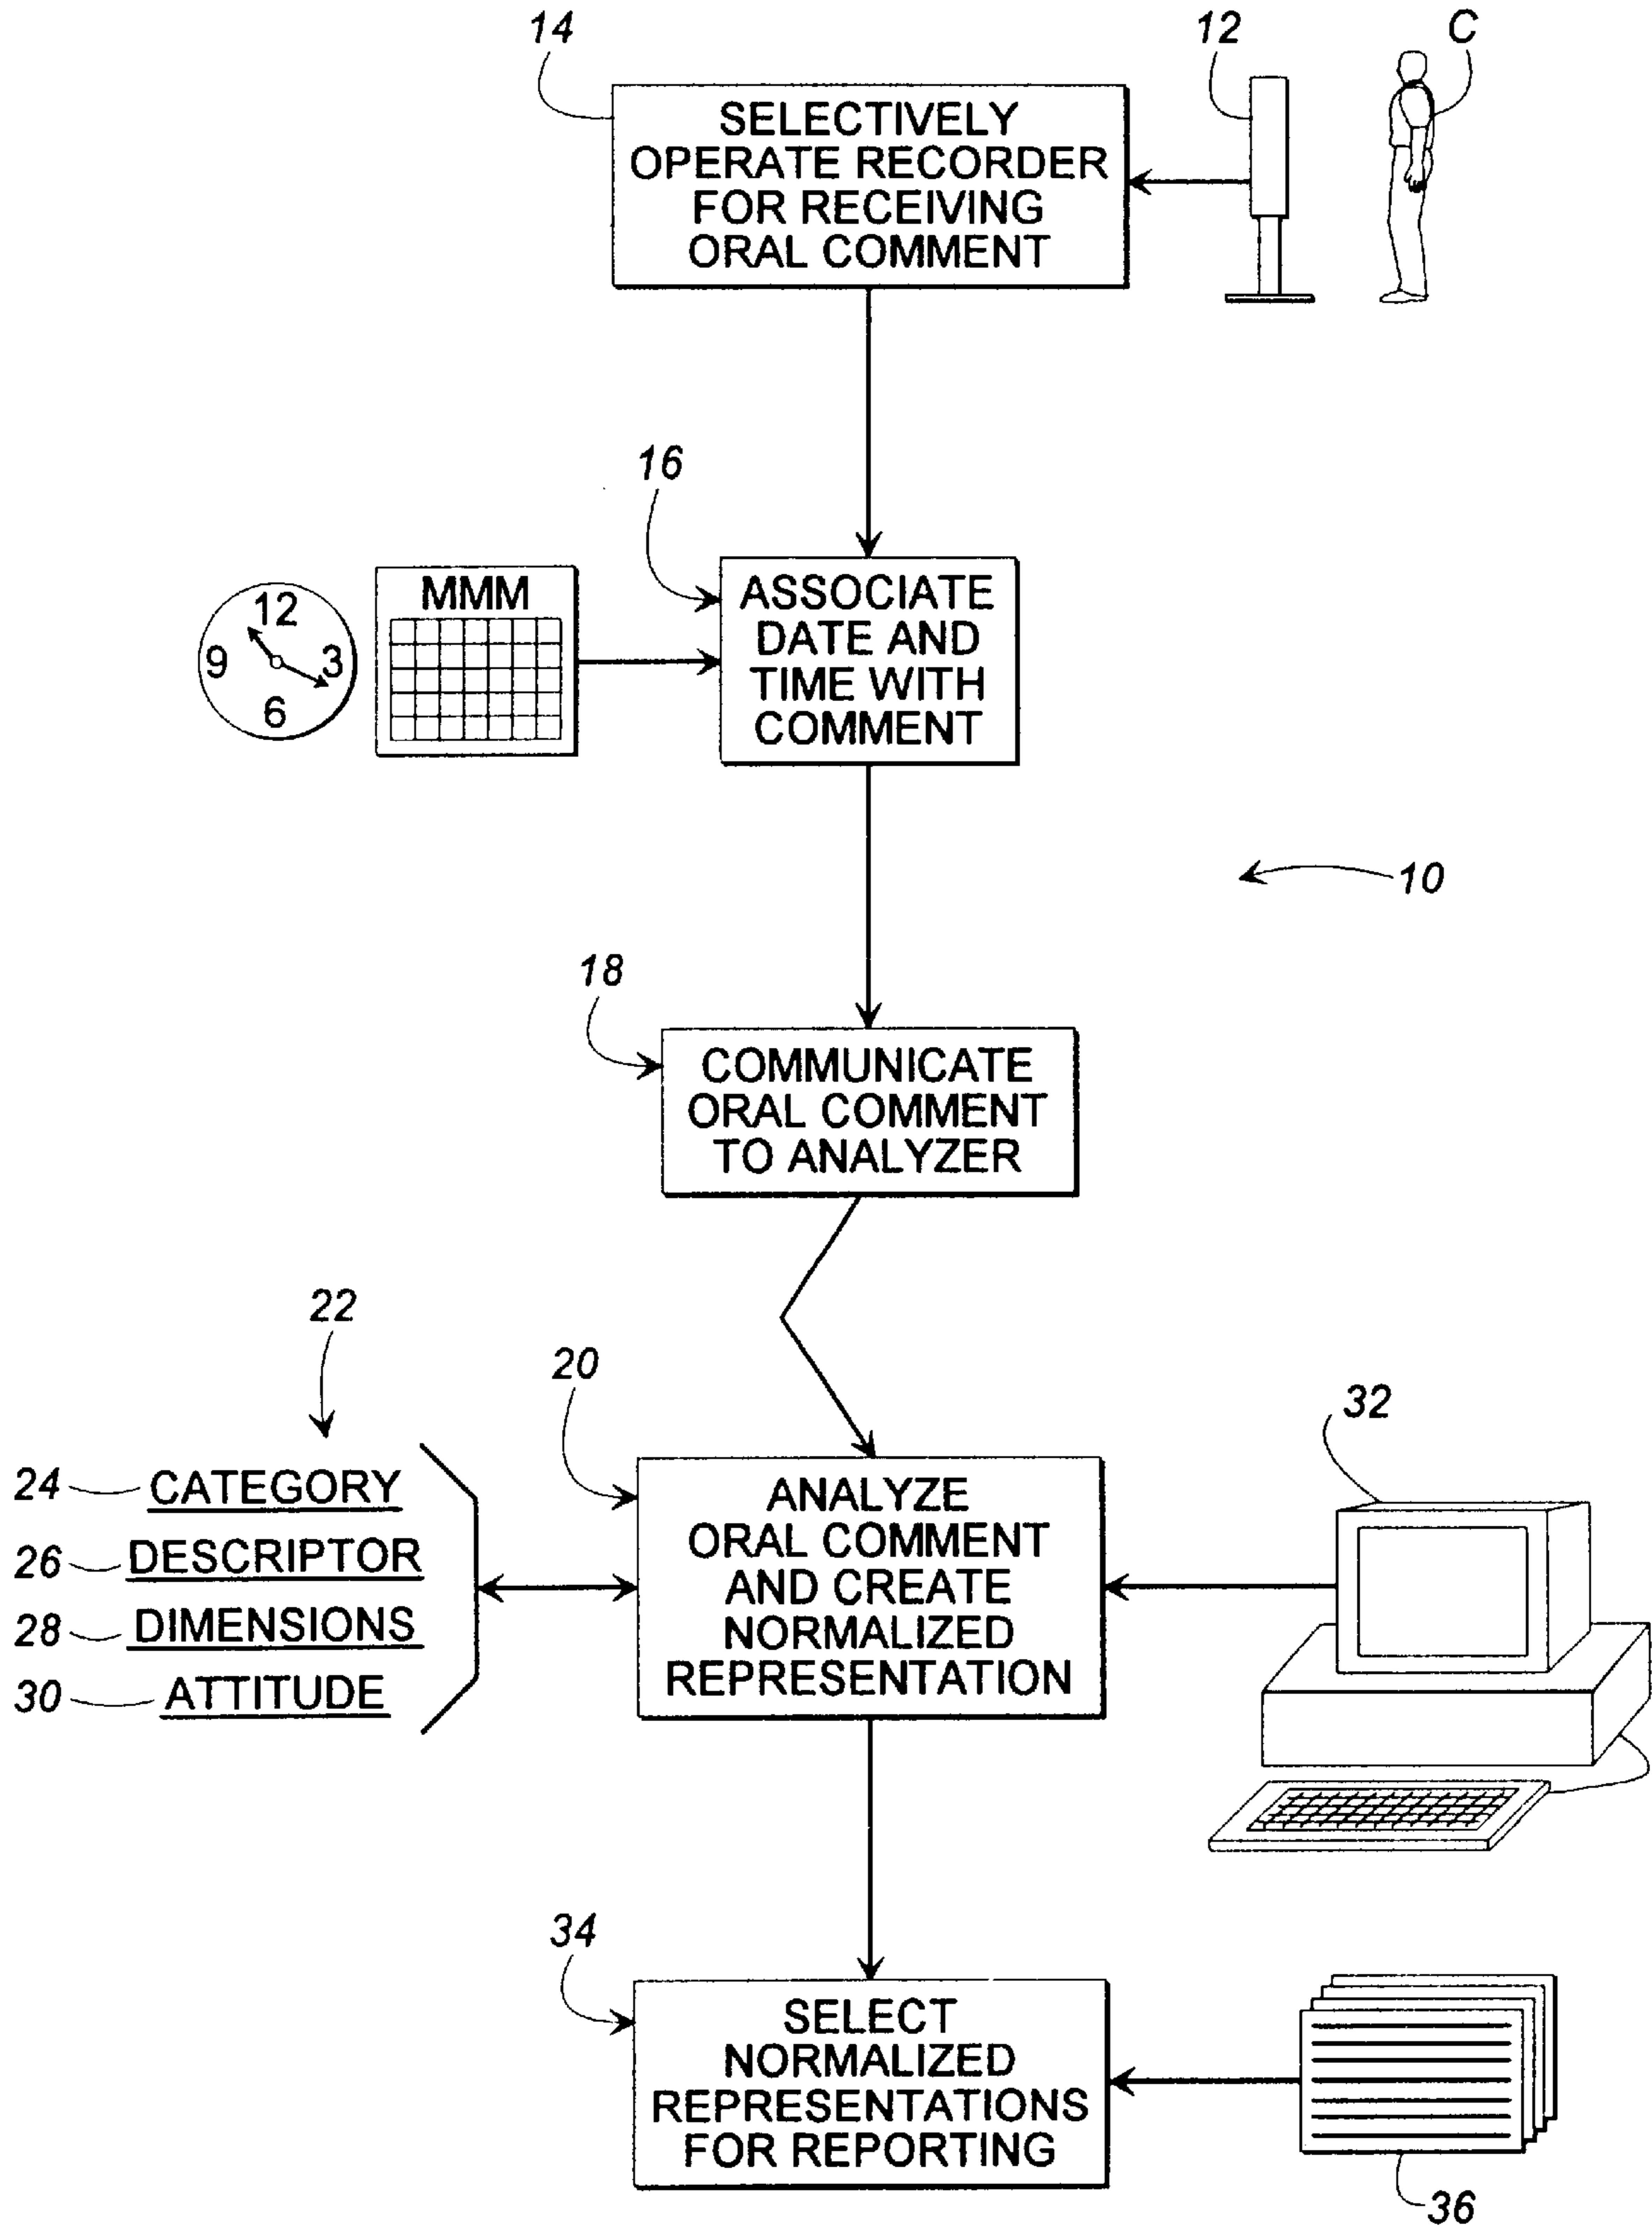 14
12
C
SELECTIVELY
OPERATE RECORDER
FOR RECEIVING
ORAL COMMENT
16
12
9
3
6
MMM
ASSOCIATE
DATE AND
TIME WITH
COMMENT
10
18
COMMUNICATE
ORAL COMMENT
TO ANALYZER
22
20
32
24
CATEGORY
26
DESCRIPTOR
28
DIMENSIONS
30
ATTITUDE
ANALYZE
ORAL COMMENT
AND CREATE
NORMALIZED
REPRESENTATION
34
SELECT
NORMALIZED
REPRESENTATIONS
FOR REPORTING
36